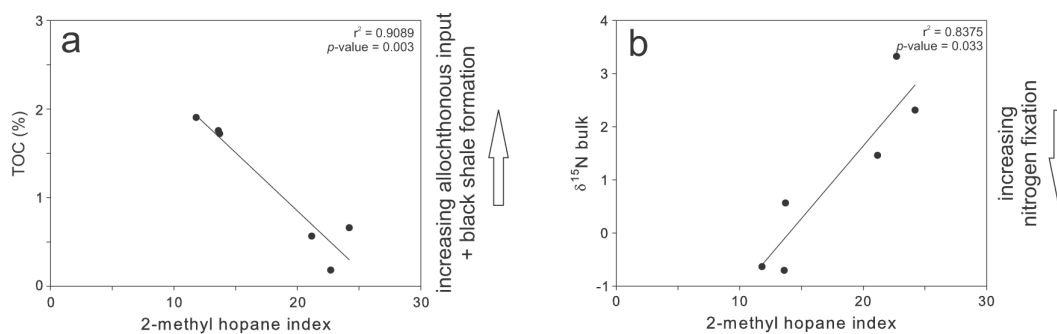 a
r² = 0.9089
p-value = 0.003
3
2
1
0
TOC (%)
0
10
20
30
2-methyl hopane index
increasing allochthonous input
+ black shale formation
b
r² = 0.8375
p-value = 0.033
4
3
2
1
0
-1
δ¹⁵N bulk
0
10
20
30
2-methyl hopane index
increasing
nitrogen fixation